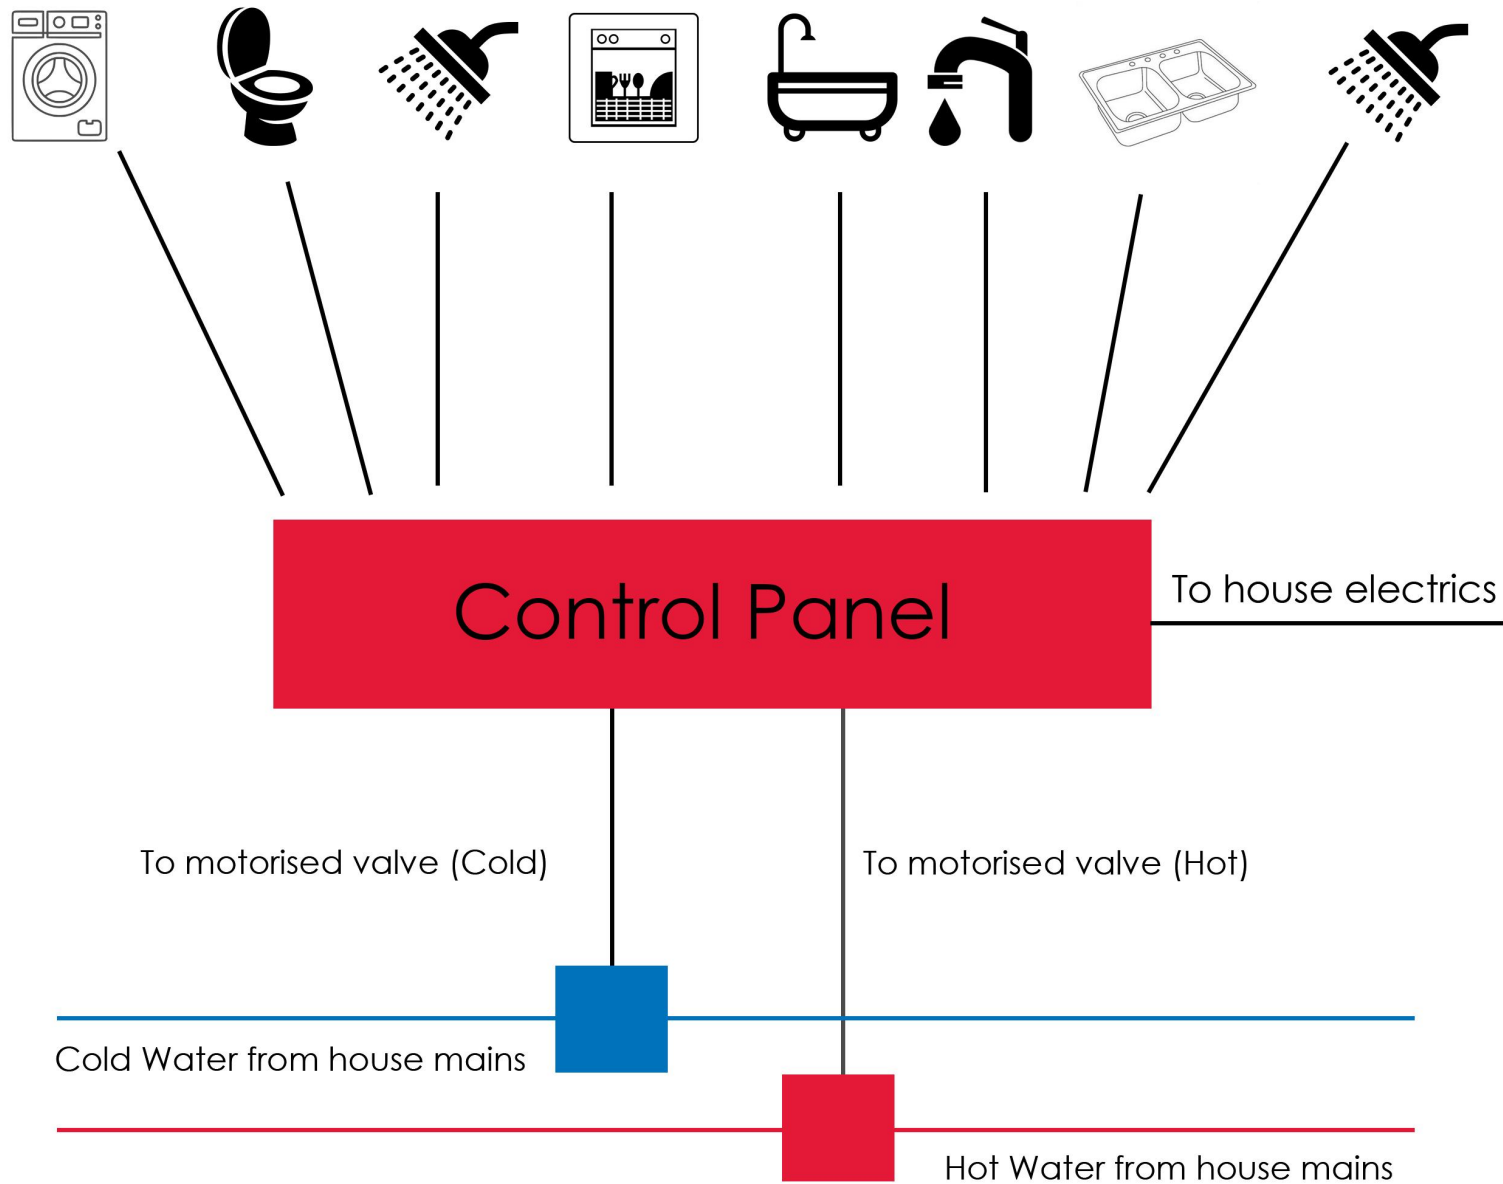 Control Panel
To house electrics
To motorised valve (Cold)
To motorised valve (Hot)
Cold Water from house mains
Hot Water from house mains